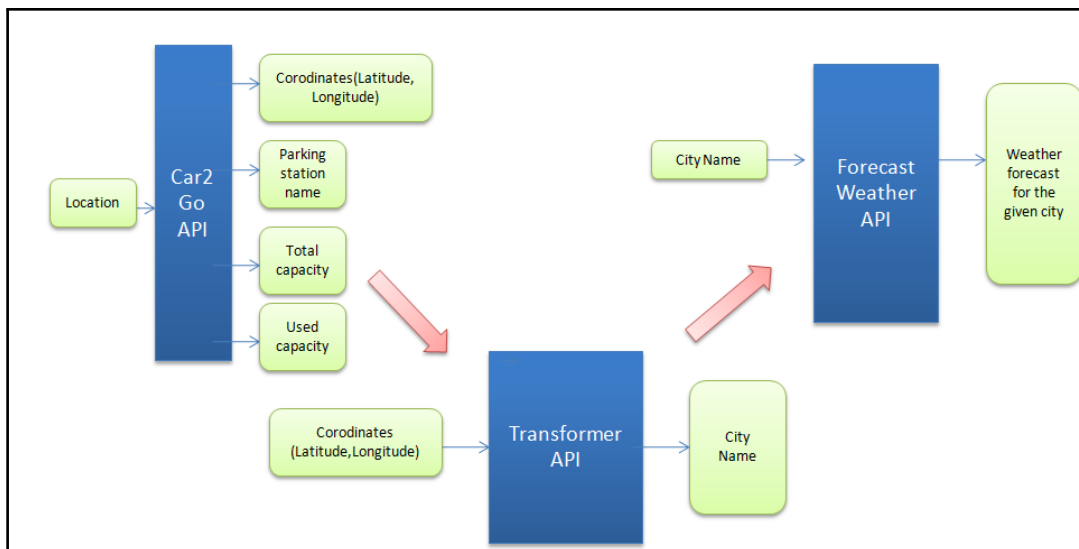 Location
Car2
Go
API
Corodinates(Latitude,
Longitude)
Parking
station
name
Total
capacity
Used
capacity
Corodinates
(Latitude,Longitude)
Transformer
API
City
Name
City Name
Forecast
Weather
API
Weather
forecast
for the
given city